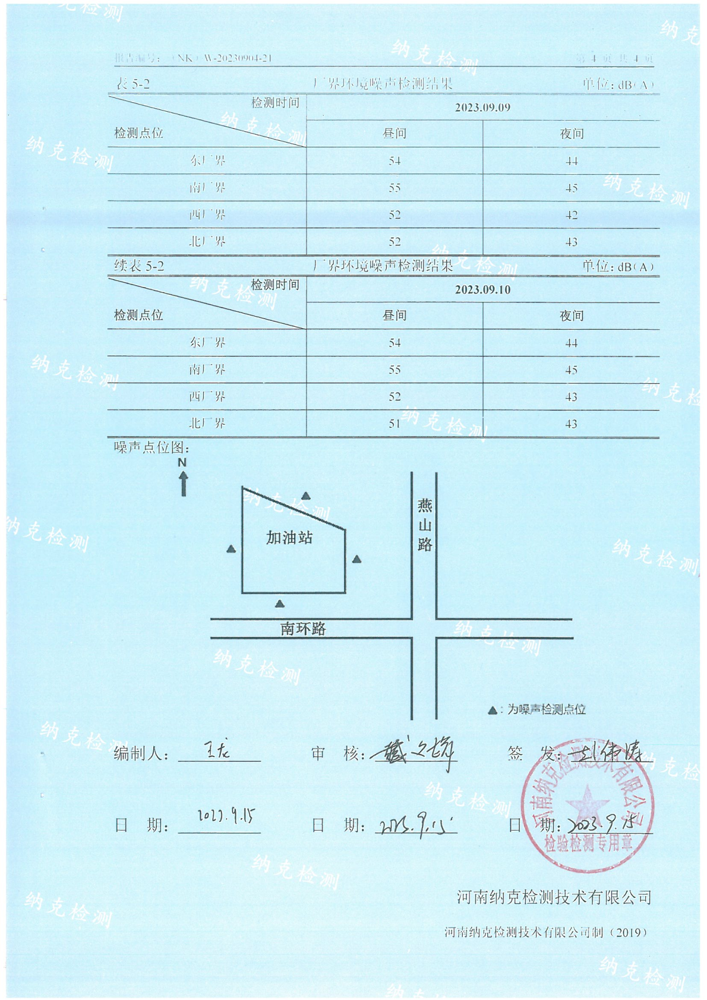 报告编号：（NK）W-20230904-21 第 4 页 共 4 页
表 5-2 厂界环境噪声检测结果 单位：dB（A）
检测时间 2023.09.09
检测点位 昼间 夜间
东厂界 54 44
南厂界 55 45
西厂界 52 42
北厂界 52 43
续表 5-2 厂界环境噪声检测结果 单位：dB（A）
检测时间 2023.09.10
检测点位 昼间 夜间
东厂界 54 44
南厂界 55 45
西厂界 52 43
北厂界 51 43
噪声点位图：
N
燕山路
加油站
南环路
▲：为噪声检测点位
编制人：王龙 审 核： 签 发：赵伟涛
日 期：2023.9.15 日 期：2023.9.15 日 期：2023.9.15
河南纳克检测技术有限公司
检验检测专用章
河南纳克检测技术有限公司
河南纳克检测技术有限公司制（2019）
纳克检测